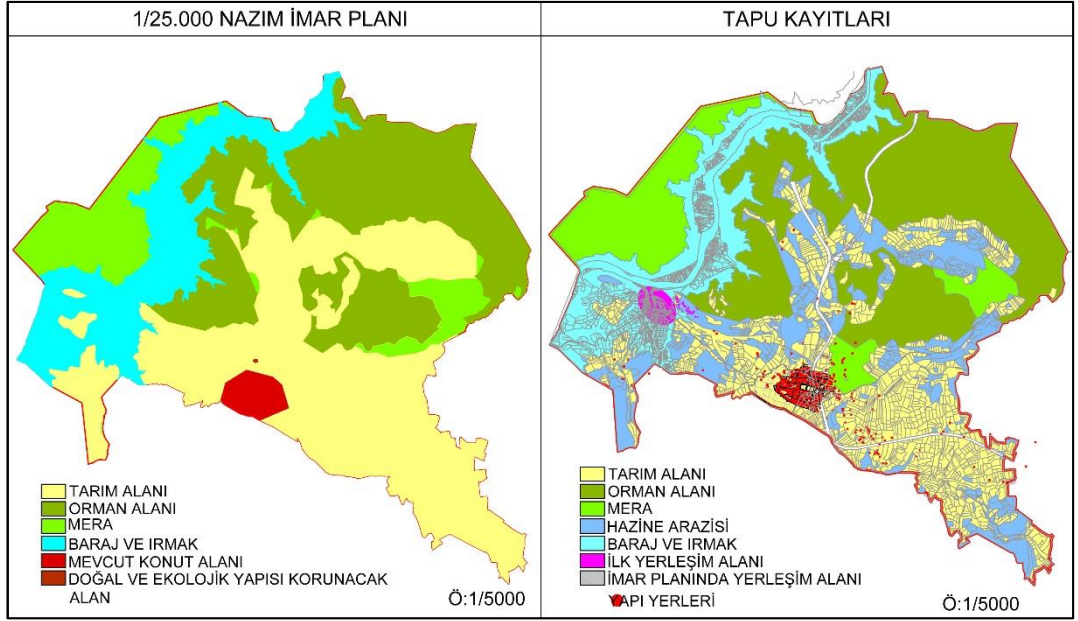 1/25.000 NAZIM İMAR PLANI
TARIM ALANI
ORMAN ALANI
MERA
BARAJ VE IRMAK
MEVCUT KONUT ALANI
DOĞAL VE EKOLOJİK YAPISI KORUNACAK
ALAN
Ö:1/5000
TAPU KAYITLARI
TARIM ALANI
ORMAN ALANI
MERA
HAZİNE ARAZİSİ
BARAJ VE IRMAK
İLK YERLEŞİM ALANI
İMAR PLANINDA YERLEŞİM ALANI
YAPI YERLERİ
Ö:1/5000